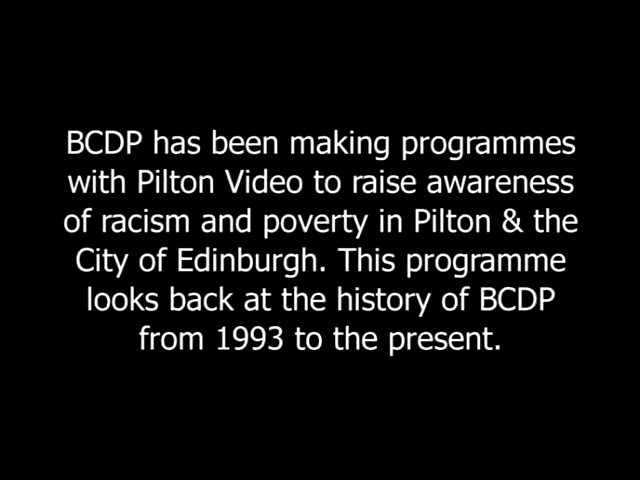 BCDP has been making programmes
with Pilton Video to raise awareness
of racism and poverty in Pilton & the
City of Edinburgh. This programme
looks back at the history of BCDP
from 1993 to the present.